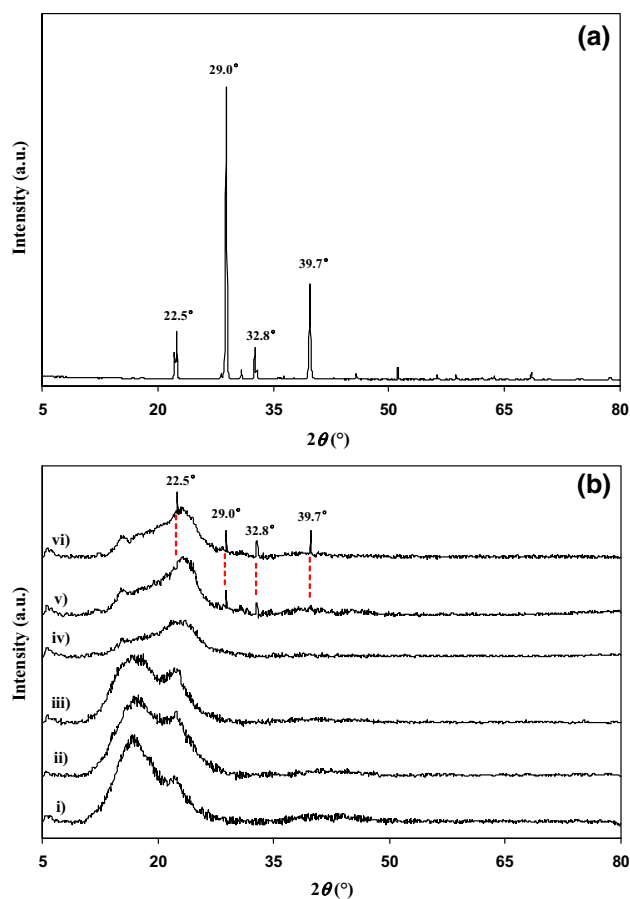 (a)
29.0°
39.7°
22.5°
32.8°
Intensity (a.u.)
5 20 35 50 65 80
2θ (°)
(b)
22.5°
29.0°
32.8°
39.7°
vi)
v)
iv)
iii)
ii)
i)
Intensity (a.u.)
5 20 35 50 65 80
2θ (°)